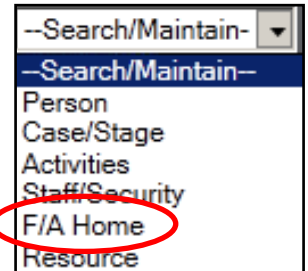 --Search/Maintain-
--Search/Maintain--
Person
Case/Stage
Activities
Staff/Security
F/A Home
Resource